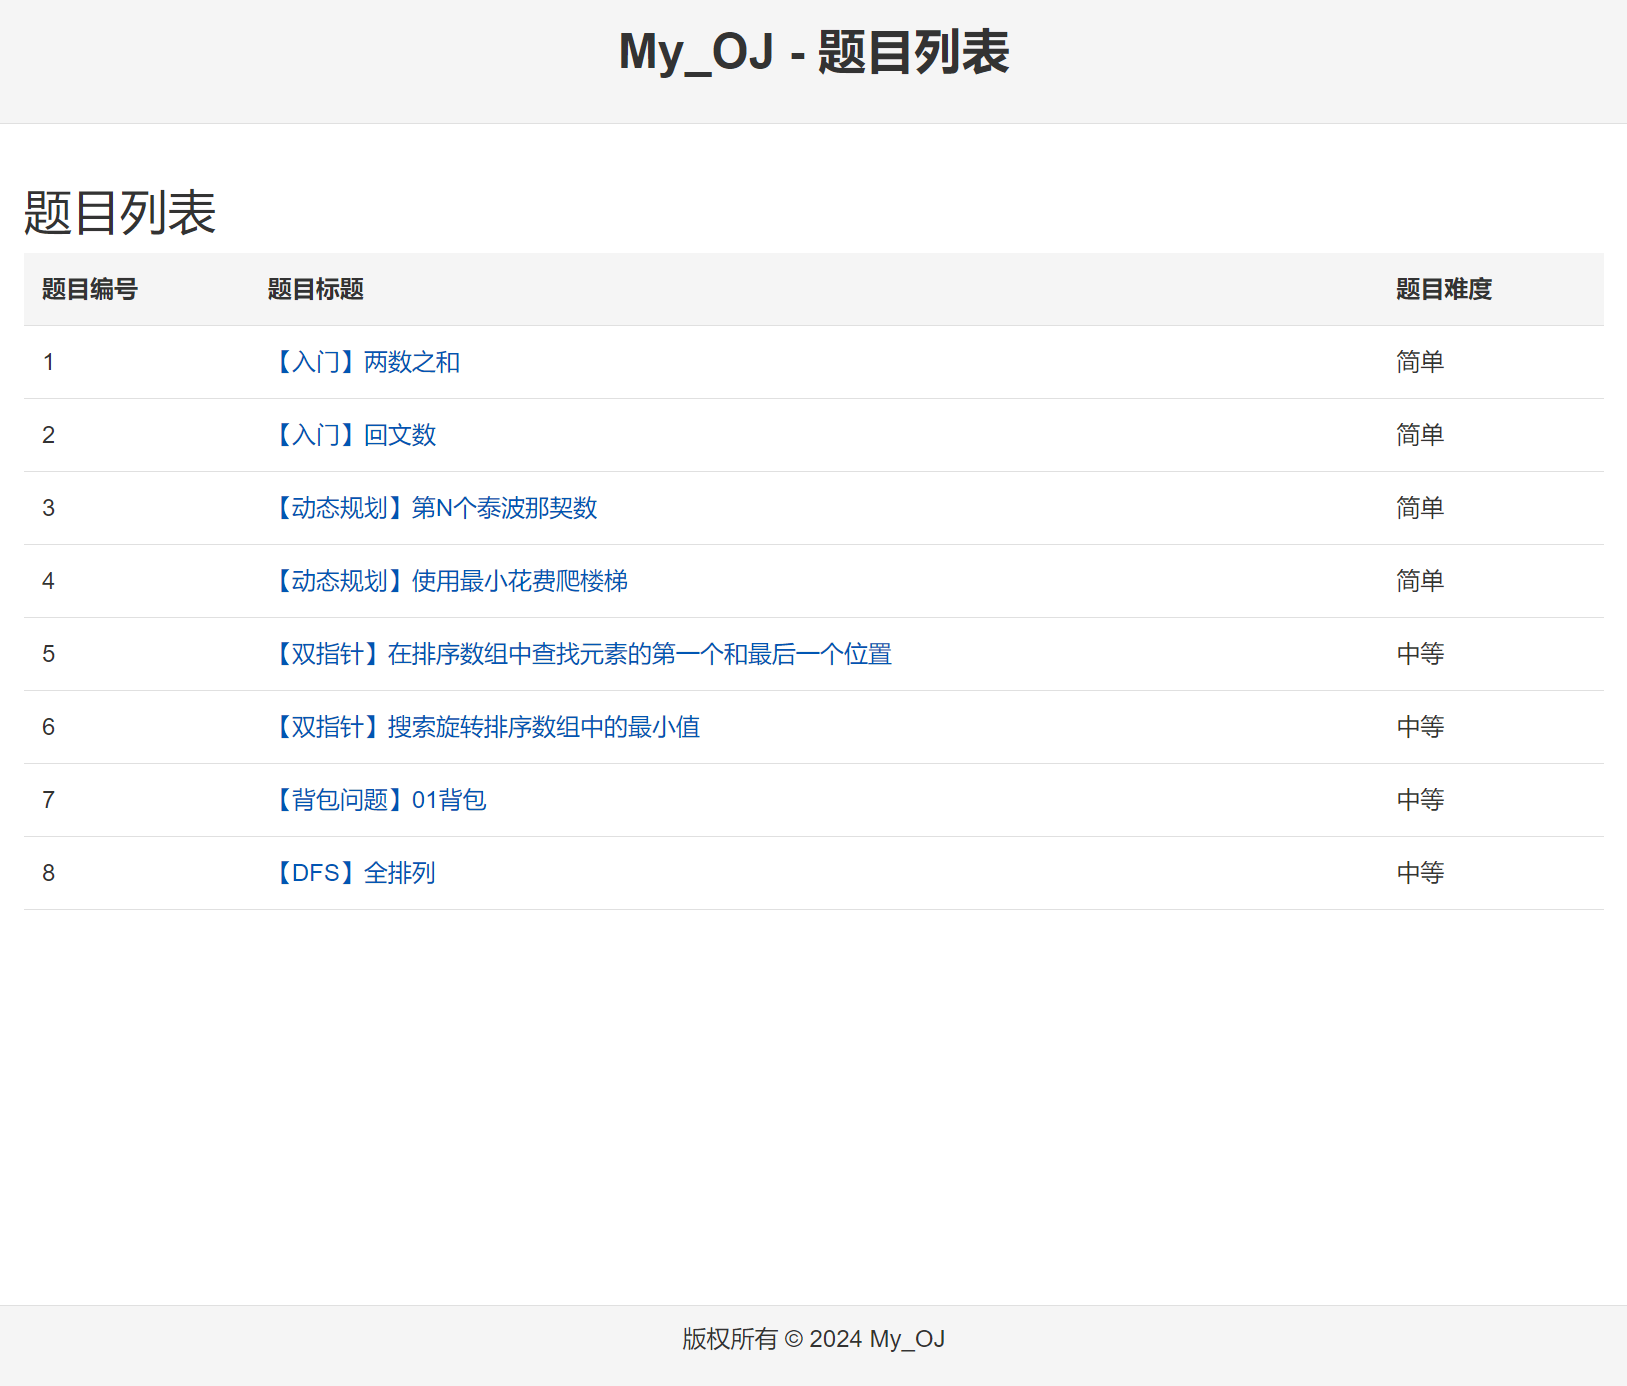 My_OJ - 题目列表
题目列表
题目编号 题目标题 题目难度
1 【入门】两数之和 简单
2 【入门】回文数 简单
3 【动态规划】第N个泰波那契数 简单
4 【动态规划】使用最小花费爬楼梯 简单
5 【双指针】在排序数组中查找元素的第一个和最后一个位置 中等
6 【双指针】搜索旋转排序数组中的最小值 中等
7 【背包问题】01背包 中等
8 【DFS】全排列 中等
版权所有 © 2024 My_OJ